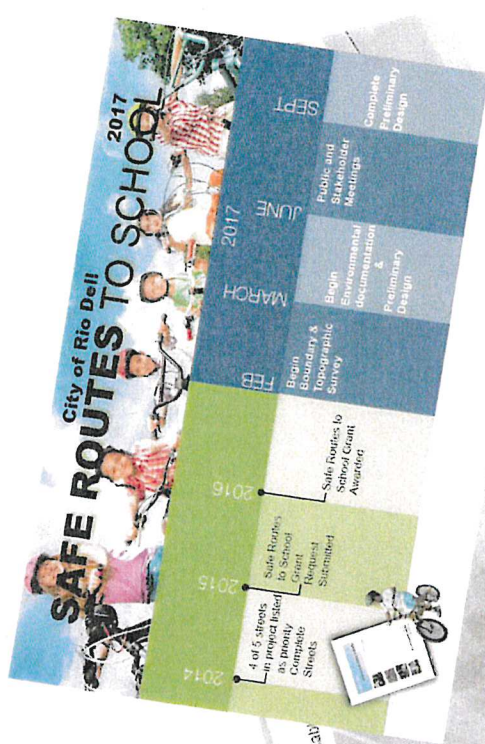 City of Rio Dell
SAFE ROUTES TO SCHOOL
2017
2014
2015
2016
2017
FEB
MARCH
JUNE
SEPT
4 of 5 streets
in project listed
as priority
Complete
Streets
Safe Routes
to School
Grant
Request
Submitted
Safe Routes to
School Grant
Awarded
Begin
Boundary &
Topographic
Survey
Begin
Environmental
documentation
&
Preliminary
Design
Public and
Stakeholder
Meetings
Complete
Preliminary
Design